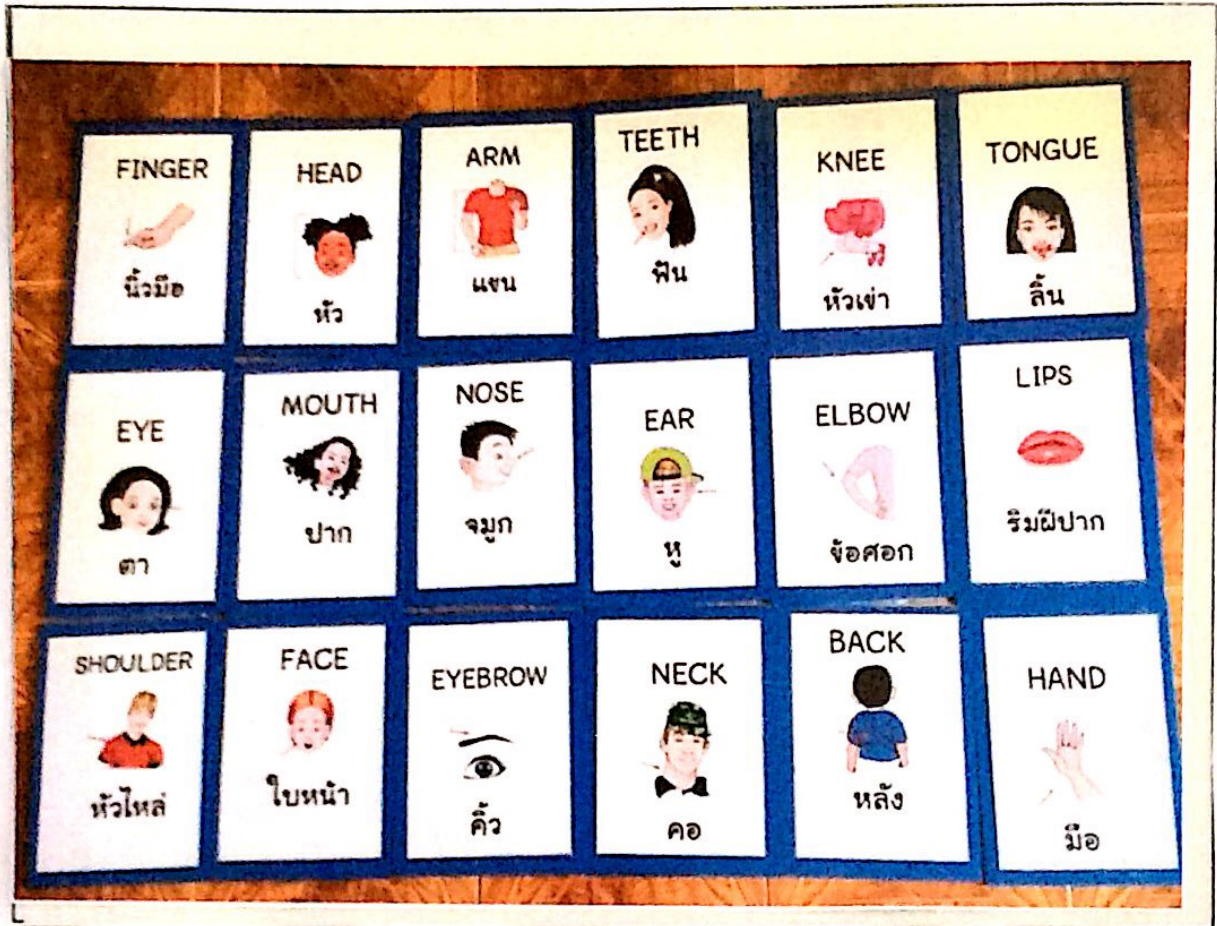 FINGER
นิ้วมือ
HEAD
หัว
ARM
แขน
TEETH
ฟัน
KNEE
หัวเข่า
TONGUE
ลิ้น
EYE
ตา
MOUTH
ปาก
NOSE
จมูก
EAR
หู
ELBOW
ข้อศอก
LIPS
ริมฝีปาก
SHOULDER
หัวไหล่
FACE
ใบหน้า
EYEBROW
คิ้ว
NECK
คอ
BACK
หลัง
HAND
มือ